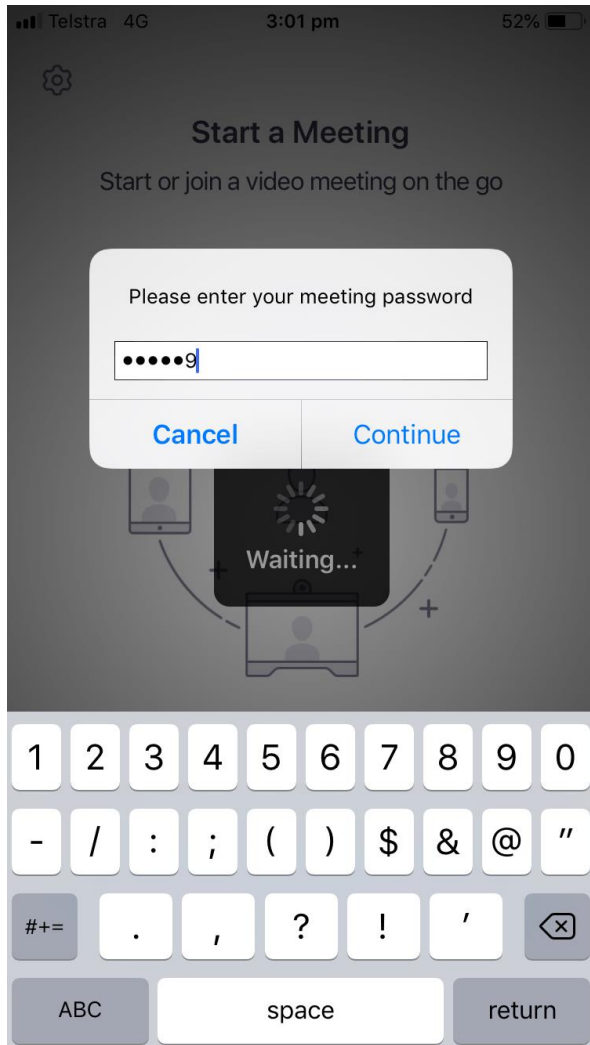 Telstra 4G 3:01 pm 52%
Start a Meeting
Start or join a video meeting on the go
Please enter your meeting password
•••••9
Cancel Continue
Waiting...
1 2 3 4 5 6 7 8 9 0
- / : ; ( ) $ & @ "
#+= . , ? ! '
ABC space return